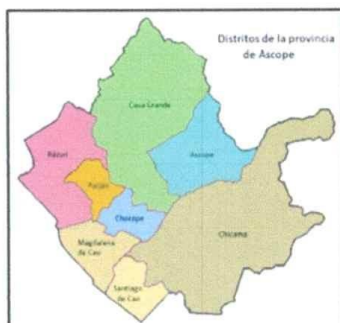 Distritos de la provincia
de Ascope
Casa Grande
Rázuri
Ascope
Paiján
Chocope
Chicama
Magdalena
de Cao
Santiago
de Cao